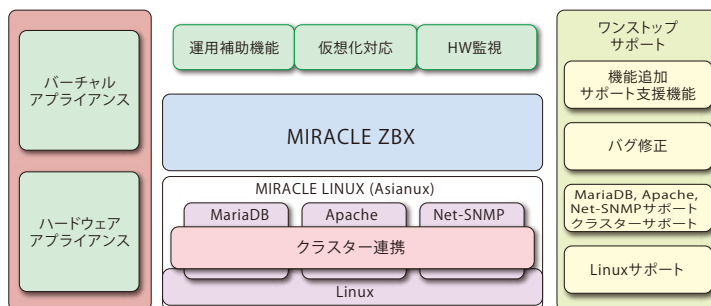 バーチャル
アプライアンス
ハードウェア
アプライアンス
運用補助機能
仮想化対応
HW監視
MIRACLE ZBX
MIRACLE LINUX (Asianux)
MariaDB
Apache
Net-SNMP
クラスター連携
Linux
ワンストップ
サポート
機能追加
サポート支援機能
バグ修正
MariaDB, Apache,
Net-SNMPサポート
クラスターサポート
Linuxサポート